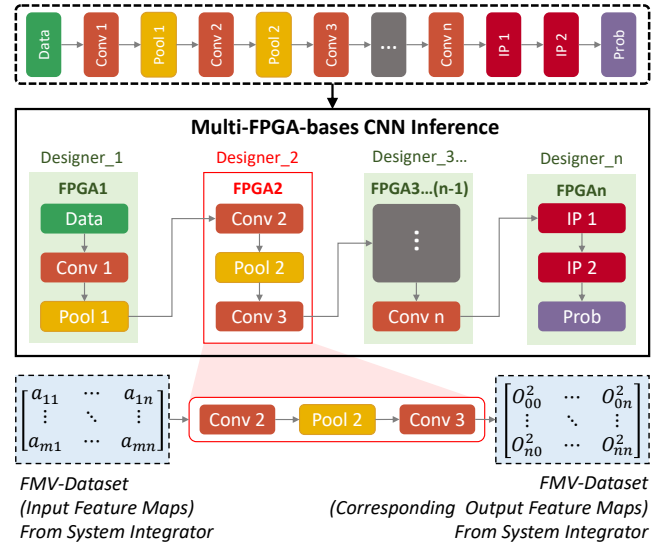 Data
Conv 1
Pool 1
Conv 2
Pool 2
Conv 3
...
Conv n
IP 1
IP 2
Prob
Multi-FPGA-bases CNN Inference
Designer_1
Designer_2
Designer_3...
Designer_n
FPGA1
FPGA2
FPGA3...(n-1)
FPGAn
Data
Conv 1
Pool 1
Conv 2
Pool 2
Conv 3
⋮
Conv n
IP 1
IP 2
Prob
a₁₁ ⋯ a₁ₙ
⋮ ⋱ ⋮
aₘ₁ ⋯ aₘₙ
Conv 2
Pool 2
Conv 3
O²₀₀ ⋯ O²₀ₙ
⋮ ⋱ ⋮
O²ₙ₀ ⋯ O²ₙₙ
FMV-Dataset
(Input Feature Maps)
From System Integrator
FMV-Dataset
(Corresponding Output Feature Maps)
From System Integrator